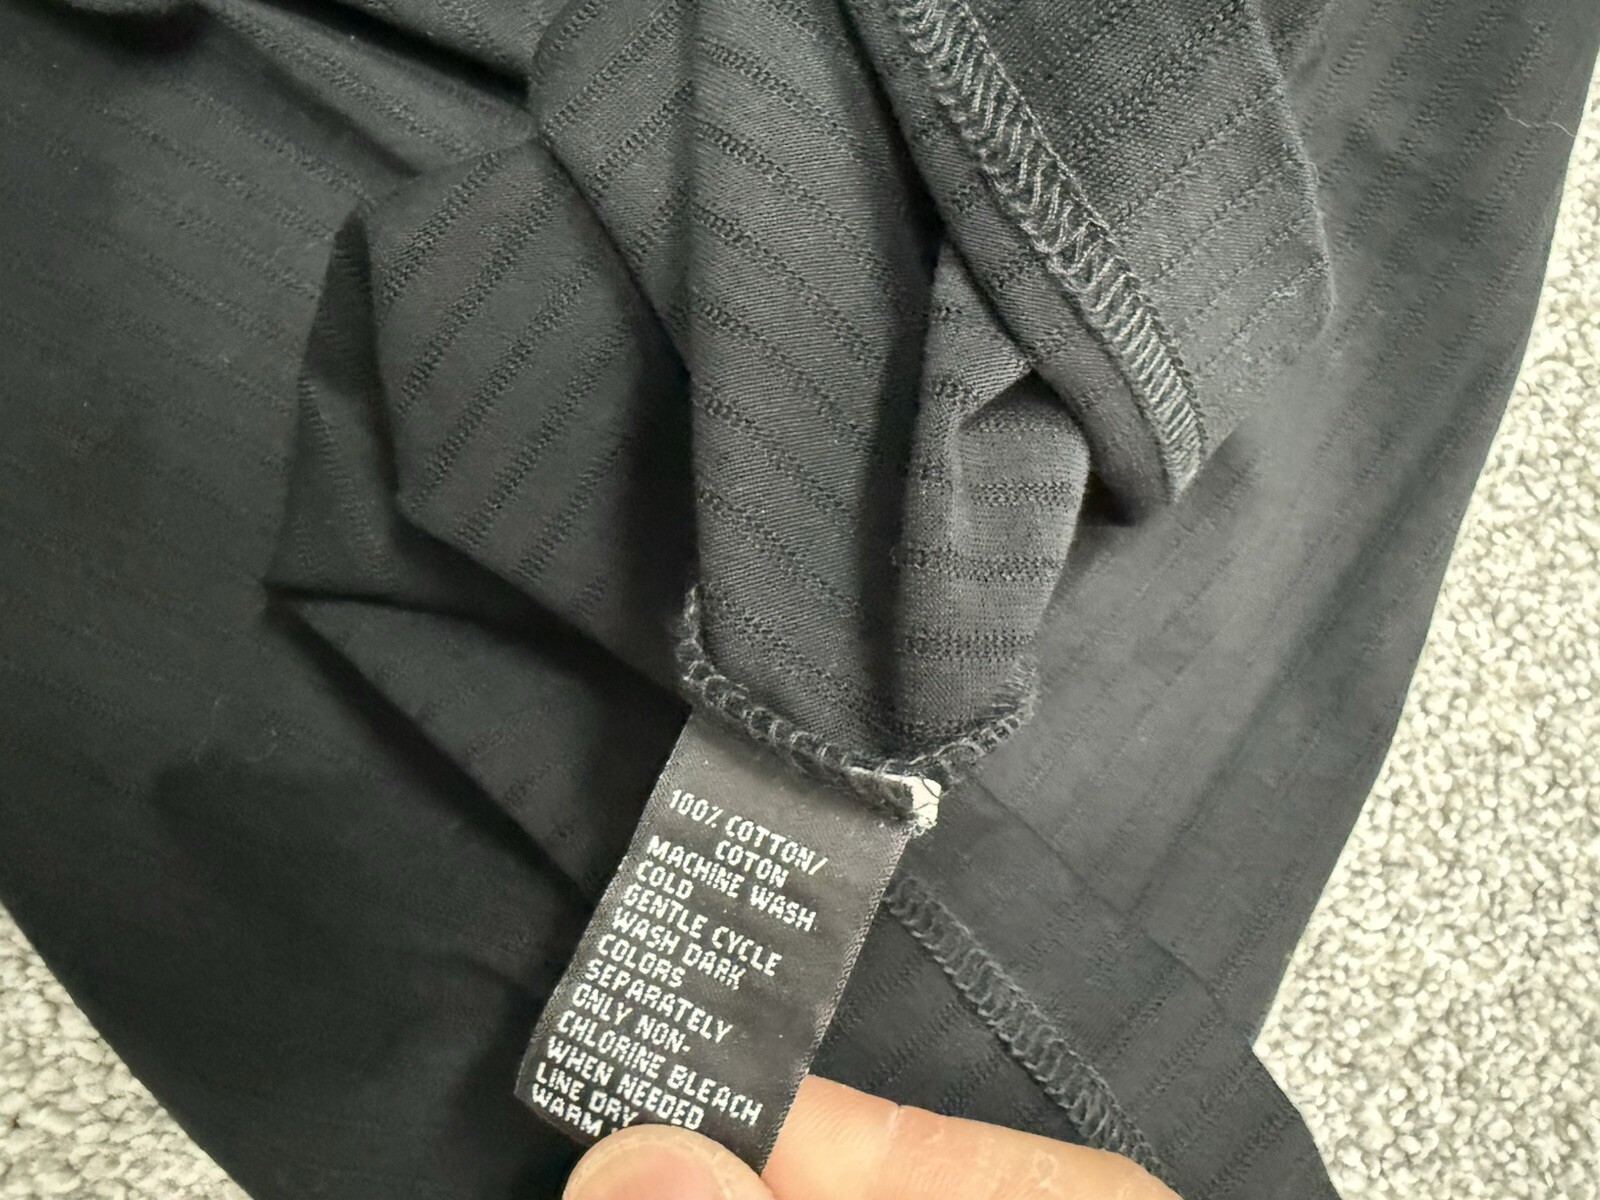 100% COTTON/
COTON
MACHINE WASH
COLD
GENTLE CYCLE
WASH DARK
COLORS
SEPARATELY
ONLY NON-
CHLORINE BLEACH
WHEN NEEDED
LINE DRY
WARM